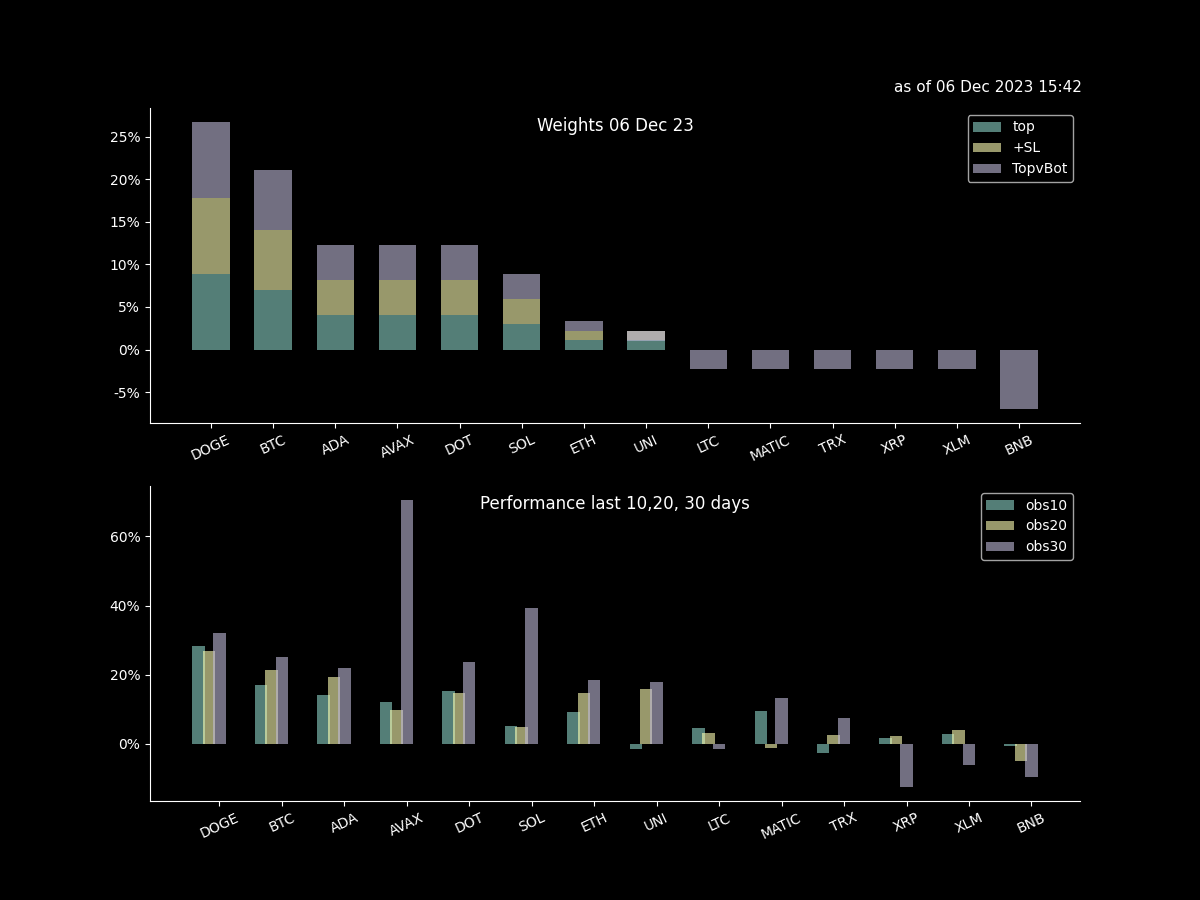 as of 06 Dec 2023 15:42
Weights 06 Dec 23
top
+SL
TopvBot
25%
20%
15%
10%
5%
0%
-5%
DOGE BTC ADA AVAX DOT SOL ETH UNI LTC MATIC TRX XRP XLM BNB
Performance last 10,20, 30 days
obs10
obs20
obs30
60%
40%
20%
0%
DOGE BTC ADA AVAX DOT SOL ETH UNI LTC MATIC TRX XRP XLM BNB